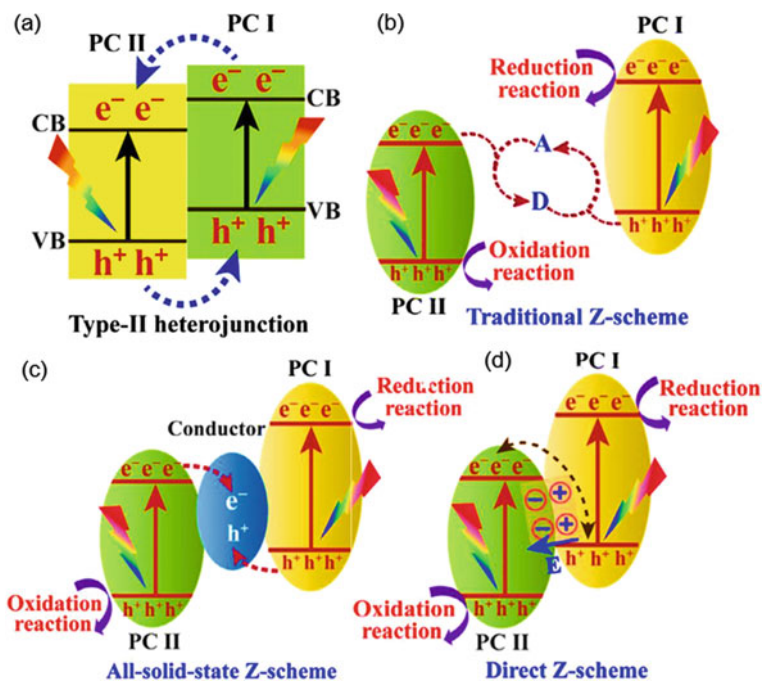 (a)
PC II
PC I
e⁻ e⁻
e⁻ e⁻
CB
CB
VB
VB
h⁺ h⁺
h⁺ h⁺
Type-II heterojunction
(b)
PC I
Reduction
reaction
e⁻ e⁻ e⁻
e⁻ e⁻ e⁻
A
D
h⁺ h⁺ h⁺
h⁺ h⁺ h⁺
Oxidation
reaction
PC II
Traditional Z-scheme
(c)
PC I
Reduction
reaction
e⁻ e⁻ e⁻
Conductor
e⁻ e⁻ e⁻
e⁻
h⁺
h⁺ h⁺ h⁺
h⁺ h⁺ h⁺
Oxidation
reaction
PC II
All-solid-state Z-scheme
(d)
PC I
Reduction
reaction
e⁻ e⁻ e⁻
e⁻ e⁻ e⁻
− +
− +
E
h⁺ h⁺ h⁺
h⁺ h⁺ h⁺
Oxidation
reaction
PC II
Direct Z-scheme